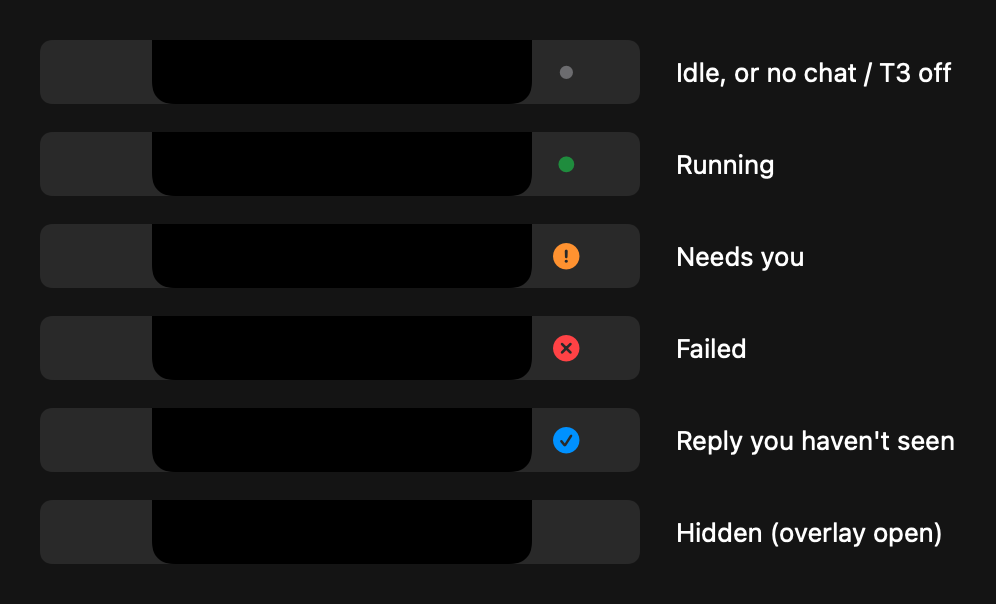 Idle, or no chat / T3 off
Running
Needs you
Failed
Reply you haven't seen
Hidden (overlay open)